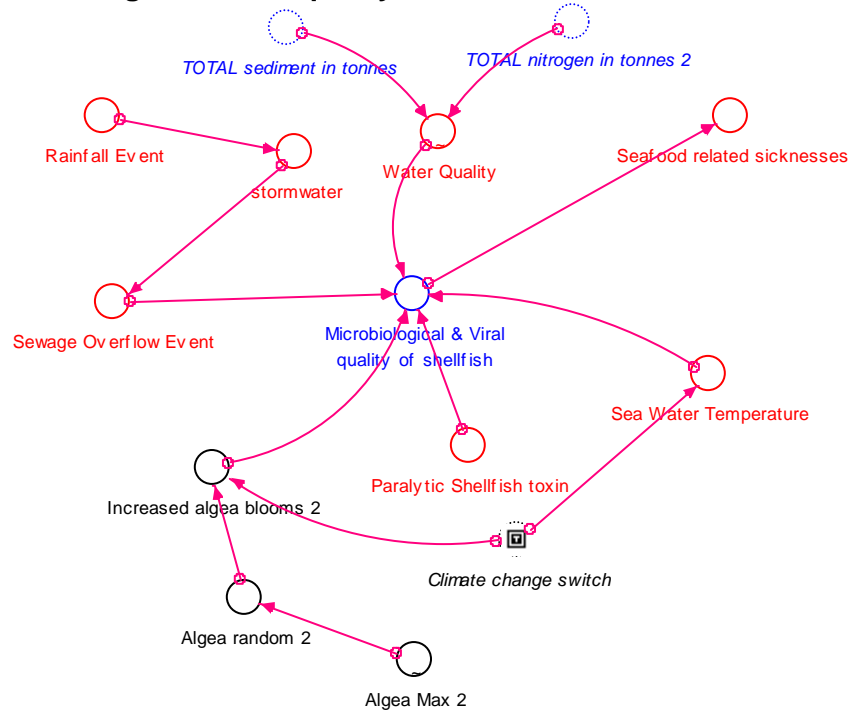 TOTAL sediment in tonnes
TOTAL nitrogen in tonnes 2
Rainfall Event
stormwater
Water Quality
Seafood related sicknesses
Sewage Overflow Event
Microbiological & Viral
quality of shellfish
Sea Water Temperature
Increased algea blooms 2
Paralytic Shellfish toxin
T
Climate change switch
Algea random 2
Algea Max 2